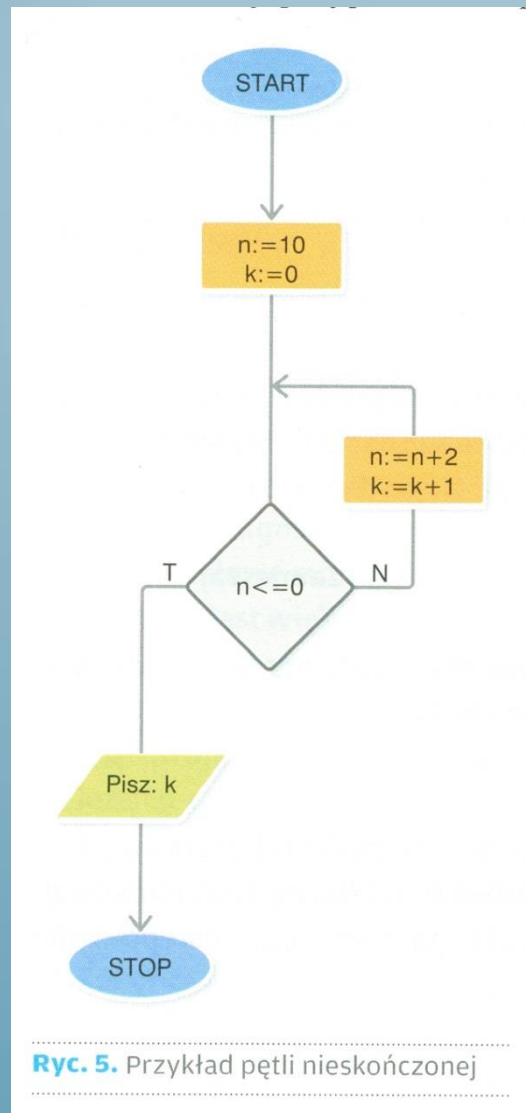 START
n:=10
k:=0
n:=n+2
k:=k+1
T
n<=0
N
Pisz: k
STOP
Ryc. 5. Przykład pętli nieskończonej